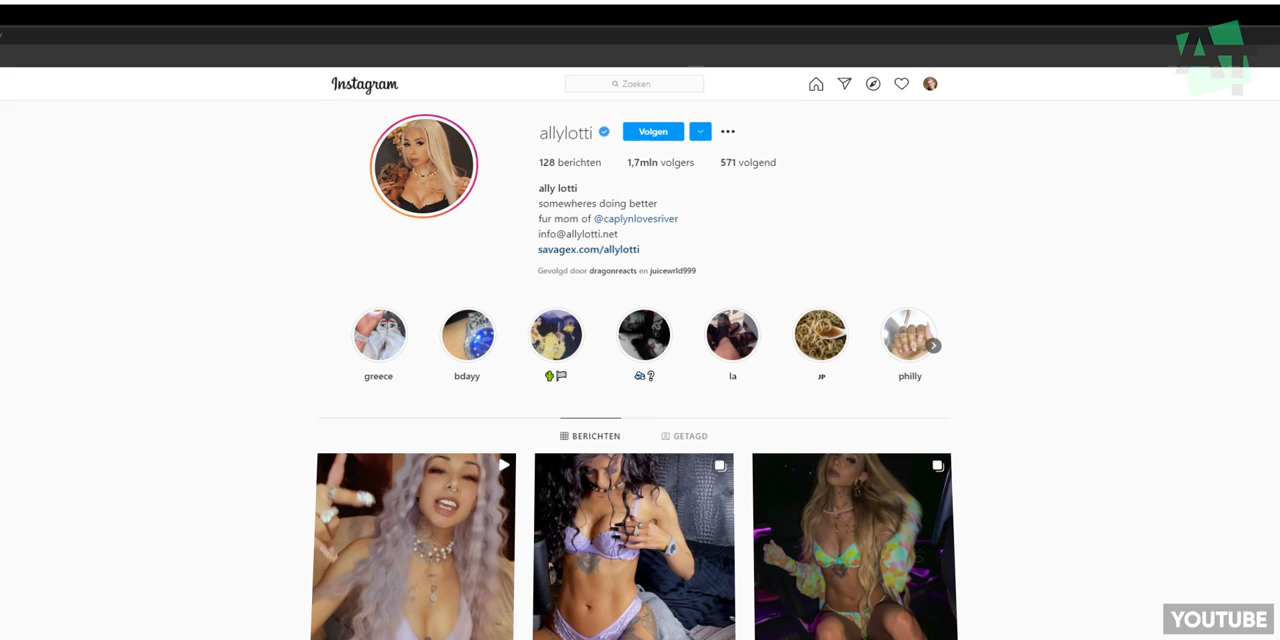 Instagram
Zoeken
allylotti
Volgen
128 berichten
1,7mln volgers
571 volgend
ally lotti
somewheres doing better
fur mom of @caplynlovesriver
info@allylotti.net
savagex.com/allylotti
Gevolgd door dragonreacts en juicewrld999
greece
bdayy
?
la
JP
philly
BERICHTEN
GETAGD
YOUTUBE